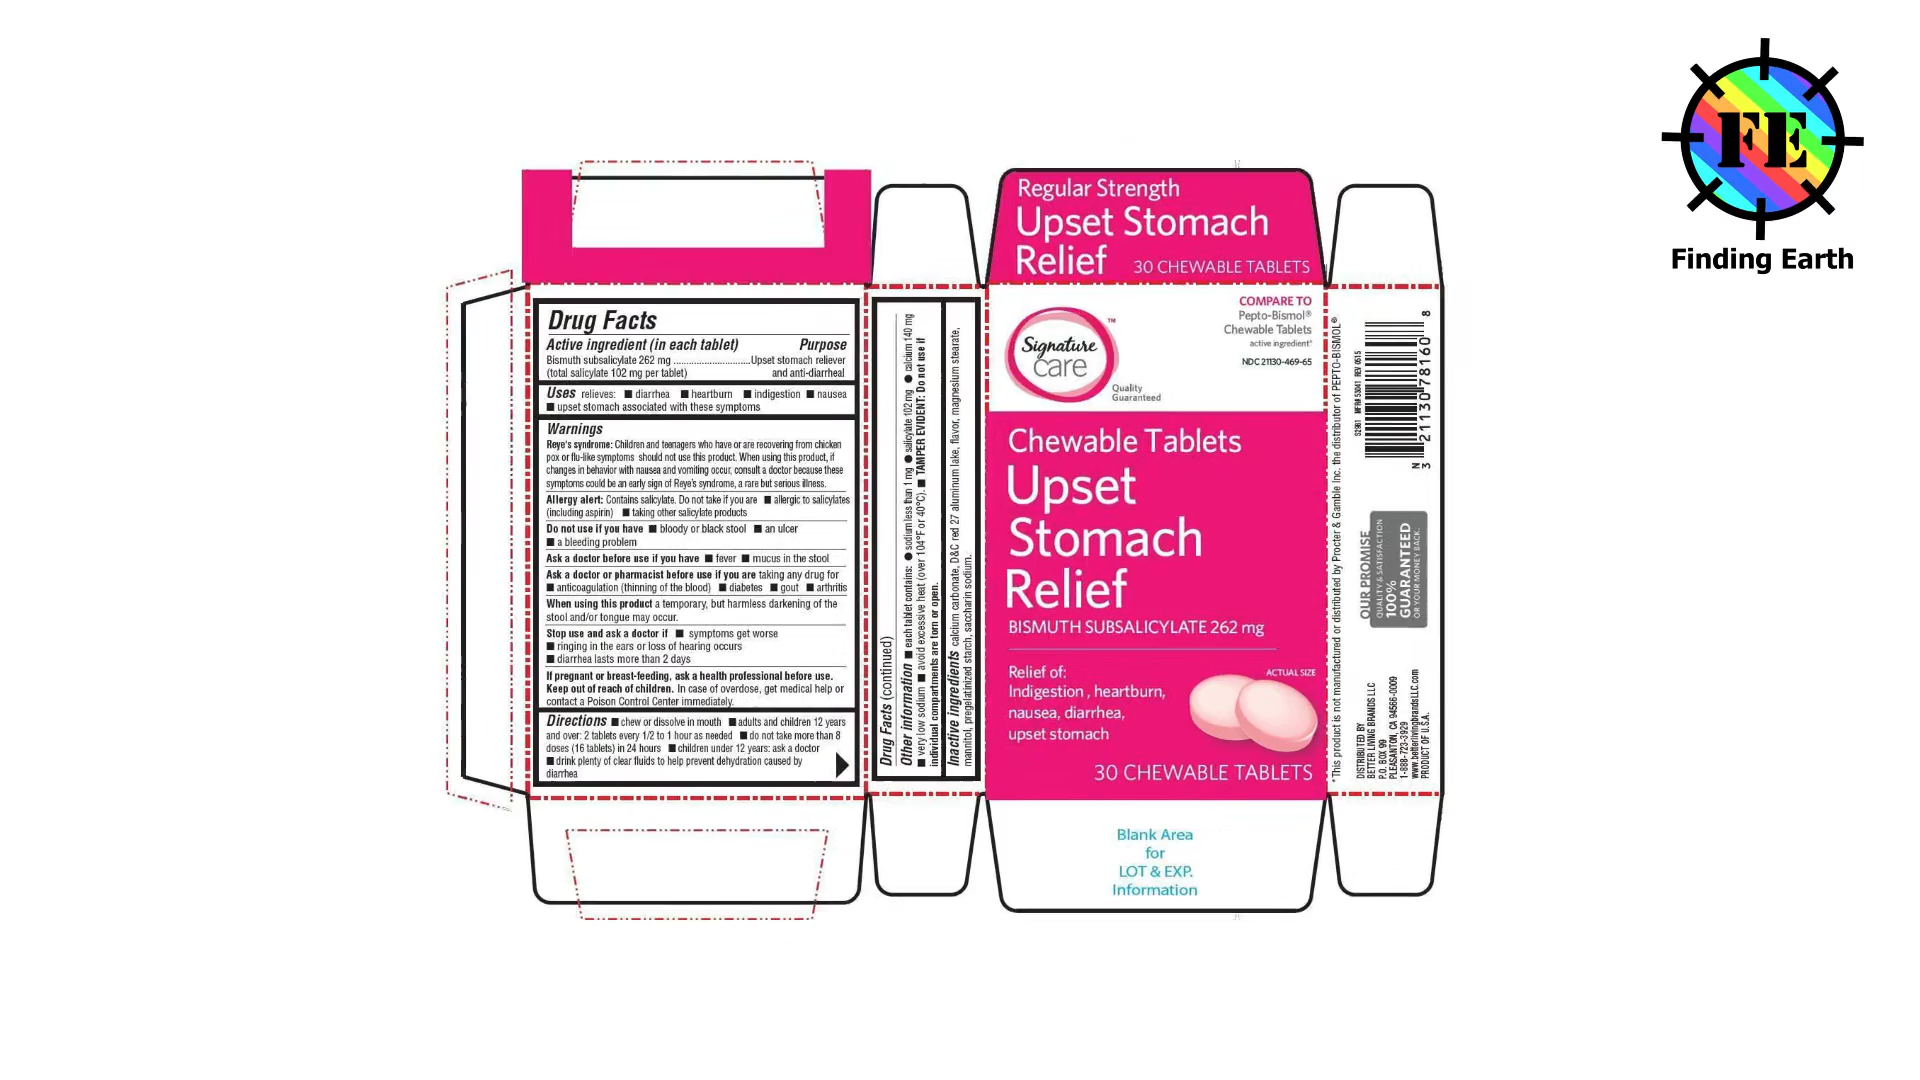 FE
Finding Earth
Regular Strength
Upset Stomach
Relief 30 CHEWABLE TABLETS
Drug Facts
Active ingredient (in each tablet) Purpose
Bismuth subsalicylate 262 mg ..............................Upset stomach reliever
(total salicylate 102 mg per tablet) and anti-diarrheal
Uses relieves: ■ diarrhea ■ heartburn ■ indigestion ■ nausea
■ upset stomach associated with these symptoms
Warnings
Reye's syndrome: Children and teenagers who have or are recovering from chicken
pox or flu-like symptoms should not use this product. When using this product, if
changes in behavior with nausea and vomiting occur, consult a doctor because these
symptoms could be an early sign of Reye's syndrome, a rare but serious illness.
Allergy alert: Contains salicylate. Do not take if you are ■ allergic to salicylates
(including aspirin) ■ taking other salicylate products
Do not use if you have ■ bloody or black stool ■ an ulcer
■ a bleeding problem
Ask a doctor before use if you have ■ fever ■ mucus in the stool
Ask a doctor or pharmacist before use if you are taking any drug for
■ anticoagulation (thinning of the blood) ■ diabetes ■ gout ■ arthritis
When using this product a temporary, but harmless darkening of the
stool and/or tongue may occur.
Stop use and ask a doctor if ■ symptoms get worse
■ ringing in the ears or loss of hearing occurs
■ diarrhea lasts more than 2 days
If pregnant or breast-feeding, ask a health professional before use.
Keep out of reach of children. In case of overdose, get medical help or
contact a Poison Control Center immediately.
Directions ■ chew or dissolve in mouth ■ adults and children 12 years
and over: 2 tablets every 1/2 to 1 hour as needed ■ do not take more than 8
doses (16 tablets) in 24 hours ■ children under 12 years: ask a doctor
■ drink plenty of clear fluids to help prevent dehydration caused by
diarrhea
Drug Facts (continued)
Other information ■ each tablet contains: ● sodium less than 1 mg ● salicylate 102 mg ● calcium 140 mg
■ very low sodium ■ avoid excessive heat (over 104°F or 40°C). ■ TAMPER EVIDENT: Do not use if
individual compartments are torn or open.
Inactive ingredients calcium carbonate, D&C red 27 aluminum lake, flavor, magnesium stearate,
mannitol, pregelatinized starch, saccharin sodium.
Signature
care
™
Quality
Guaranteed
COMPARE TO
Pepto-Bismol®
Chewable Tablets
active ingredient*
NDC 21130-469-65
Chewable Tablets
Upset
Stomach
Relief
BISMUTH SUBSALICYLATE 262 mg
Relief of:
Indigestion , heartburn,
nausea, diarrhea,
upset stomach
ACTUAL SIZE
30 CHEWABLE TABLETS
Blank Area
for
LOT & EXP.
Information
*This product is not manufactured or distributed by Procter & Gamble Inc. the distributor of PEPTO-BISMOL®
N
3 21130 78160 8
OUR PROMISE
QUALITY & SATISFACTION
100%
GUARANTEED
OR YOUR MONEY BACK.
DISTRIBUTED BY
BETTER LIVING BRANDS LLC
P.O. BOX 99
PLEASANTON, CA 94566-0009
1-888-723-3929
www.betterlivingbrandsLLC.com
PRODUCT OF U.S.A.